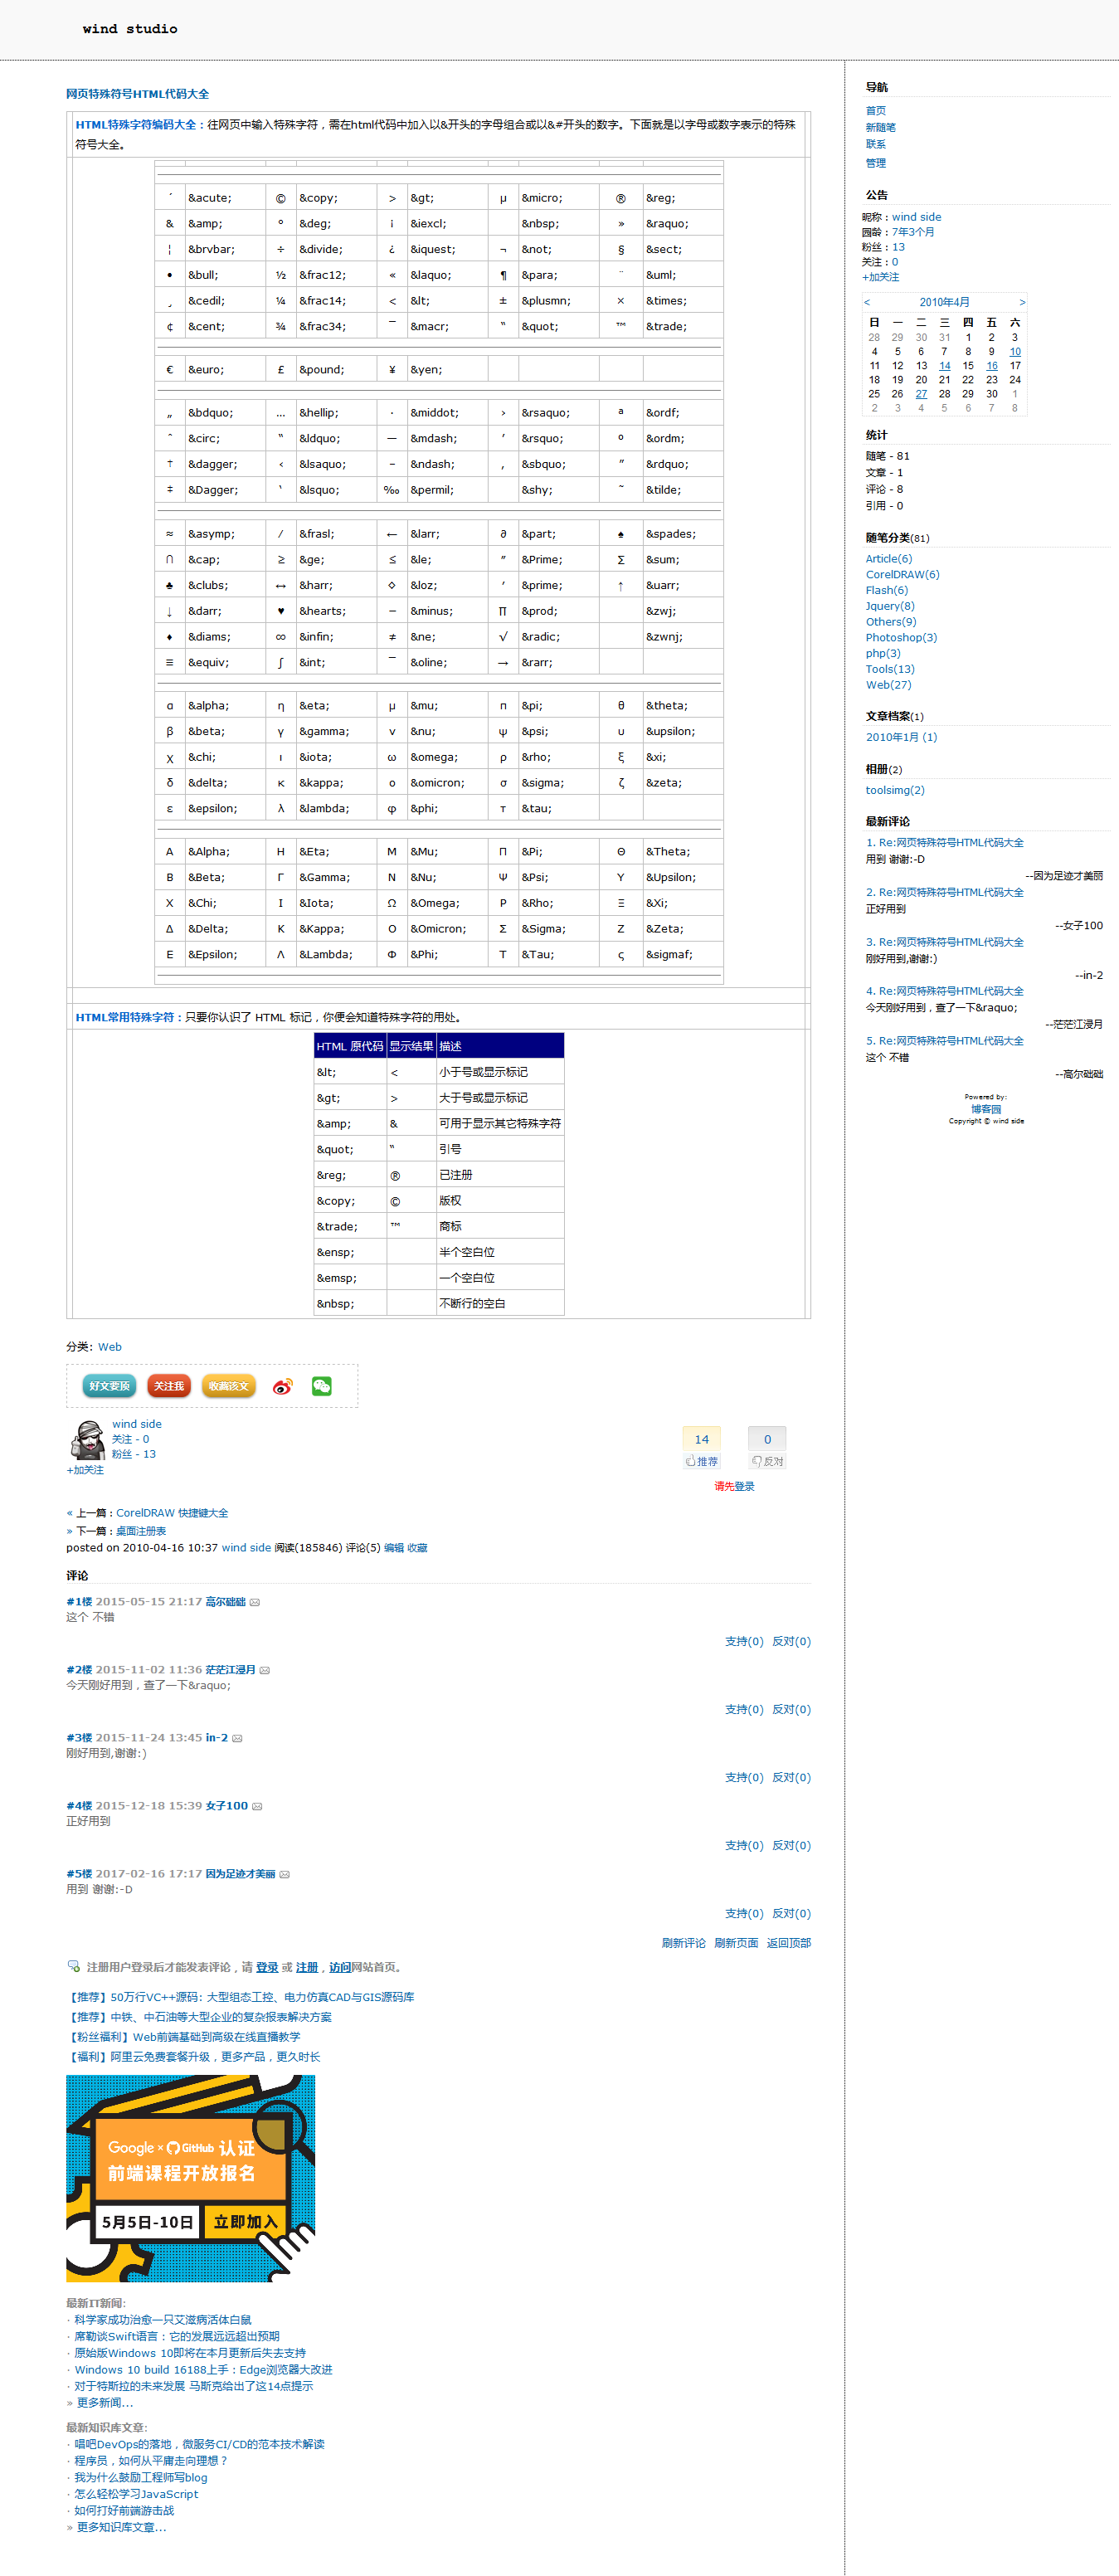 wind studio
网页特殊符号HTML代码大全
HTML特殊字符编码大全：往网页中输入特殊字符，需在html代码中加入以&开头的字母组合或以&#开头的数字。下面就是以字母或数字表示的特殊
符号大全。
´ &acute; © &copy; > &gt; µ &micro; ® &reg;
& &amp; ° &deg; ¡ &iexcl; &nbsp; » &raquo;
¦ &brvbar; ÷ &divide; ¿ &iquest; ¬ &not; § &sect;
• &bull; ½ &frac12; « &laquo; ¶ &para; ¨ &uml;
¸ &cedil; ¼ &frac14; < &lt; ± &plusmn; × &times;
¢ &cent; ¾ &frac34; ¯ &macr; " &quot; ™ &trade;
€ &euro; £ &pound; ¥ &yen;
„ &bdquo; … &hellip; · &middot; › &rsaquo; ª &ordf;
ˆ &circ; “ &ldquo; — &mdash; ’ &rsquo; º &ordm;
† &dagger; ‹ &lsaquo; – &ndash; ‚ &sbquo; ” &rdquo;
‡ &Dagger; ‘ &lsquo; ‰ &permil; &shy; ˜ &tilde;
≈ &asymp; ⁄ &frasl; ← &larr; ∂ &part; ♠ &spades;
∩ &cap; ≥ &ge; ≤ &le; ″ &Prime; ∑ &sum;
♣ &clubs; ↔ &harr; ◊ &loz; ′ &prime; ↑ &uarr;
↓ &darr; ♥ &hearts; − &minus; ∏ &prod; &zwj;
♦ &diams; ∞ &infin; ≠ &ne; √ &radic; &zwnj;
≡ &equiv; ∫ &int; ‾ &oline; → &rarr;
α &alpha; η &eta; μ &mu; π &pi; θ &theta;
β &beta; γ &gamma; ν &nu; ψ &psi; υ &upsilon;
χ &chi; ι &iota; ω &omega; ρ &rho; ξ &xi;
δ &delta; κ &kappa; ο &omicron; σ &sigma; ζ &zeta;
ε &epsilon; λ &lambda; φ &phi; τ &tau;
Α &Alpha; Η &Eta; Μ &Mu; Π &Pi; Θ &Theta;
Β &Beta; Γ &Gamma; Ν &Nu; Ψ &Psi; Υ &Upsilon;
Χ &Chi; Ι &Iota; Ω &Omega; Ρ &Rho; Ξ &Xi;
Δ &Delta; Κ &Kappa; Ο &Omicron; Σ &Sigma; Ζ &Zeta;
Ε &Epsilon; Λ &Lambda; Φ &Phi; Τ &Tau; ς &sigmaf;
HTML常用特殊字符：只要你认识了 HTML 标记，你便会知道特殊字符的用处。
HTML 原代码 显示结果 描述
&lt; < 小于号或显示标记
&gt; > 大于号或显示标记
&amp; & 可用于显示其它特殊字符
&quot; " 引号
&reg; ® 已注册
&copy; © 版权
&trade; ™ 商标
&ensp; 半个空白位
&emsp; 一个空白位
&nbsp; 不断行的空白
分类: Web
好文要顶 关注我 收藏该文
wind side
关注 - 0
粉丝 - 13
+加关注
14 0
推荐 反对
请先登录
« 上一篇：CorelDRAW 快捷键大全
» 下一篇：桌面注册表
posted on 2010-04-16 10:37 wind side 阅读(185846) 评论(5) 编辑 收藏
评论
#1楼 2015-05-15 21:17 高尔础础
这个 不错
支持(0) 反对(0)
#2楼 2015-11-02 11:36 茫茫江浸月
今天刚好用到，查了一下&raquo;
支持(0) 反对(0)
#3楼 2015-11-24 13:45 in-2
刚好用到,谢谢:)
支持(0) 反对(0)
#4楼 2015-12-18 15:39 女子100
正好用到
支持(0) 反对(0)
#5楼 2017-02-16 17:17 因为足迹才美丽
用到 谢谢:-D
支持(0) 反对(0)
刷新评论 刷新页面 返回顶部
注册用户登录后才能发表评论，请 登录 或 注册，访问网站首页。
【推荐】50万行VC++源码: 大型组态工控、电力仿真CAD与GIS源码库
【推荐】中铁、中石油等大型企业的复杂报表解决方案
【粉丝福利】Web前端基础到高级在线直播教学
【福利】阿里云免费套餐升级，更多产品，更久时长
Google × GitHub 认证
前端课程开放报名
5月5日-10日 立即加入
最新IT新闻:
· 科学家成功治愈一只艾滋病活体白鼠
· 席勒谈Swift语言：它的发展远远超出预期
· 原始版Windows 10即将在本月更新后失去支持
· Windows 10 build 16188上手：Edge浏览器大改进
· 对于特斯拉的未来发展 马斯克给出了这14点提示
» 更多新闻...
最新知识库文章:
· 唱吧DevOps的落地，微服务CI/CD的范本技术解读
· 程序员，如何从平庸走向理想？
· 我为什么鼓励工程师写blog
· 怎么轻松学习JavaScript
· 如何打好前端游击战
» 更多知识库文章...
导航
首页
新随笔
联系
管理
公告
昵称：wind side
园龄：7年3个月
粉丝：13
关注：0
+加关注
< 2010年4月 >
日 一 二 三 四 五 六
28 29 30 31 1 2 3
4 5 6 7 8 9 10
11 12 13 14 15 16 17
18 19 20 21 22 23 24
25 26 27 28 29 30 1
2 3 4 5 6 7 8
统计
随笔 - 81
文章 - 1
评论 - 8
引用 - 0
随笔分类(81)
Article(6)
CorelDRAW(6)
Flash(6)
Jquery(8)
Others(9)
Photoshop(3)
php(3)
Tools(13)
Web(27)
文章档案(1)
2010年1月 (1)
相册(2)
toolsimg(2)
最新评论
1. Re:网页特殊符号HTML代码大全
用到 谢谢:-D
--因为足迹才美丽
2. Re:网页特殊符号HTML代码大全
正好用到
--女子100
3. Re:网页特殊符号HTML代码大全
刚好用到,谢谢:)
--in-2
4. Re:网页特殊符号HTML代码大全
今天刚好用到，查了一下&raquo;
--茫茫江浸月
5. Re:网页特殊符号HTML代码大全
这个 不错
--高尔础础
Powered by:
博客园
Copyright © wind side